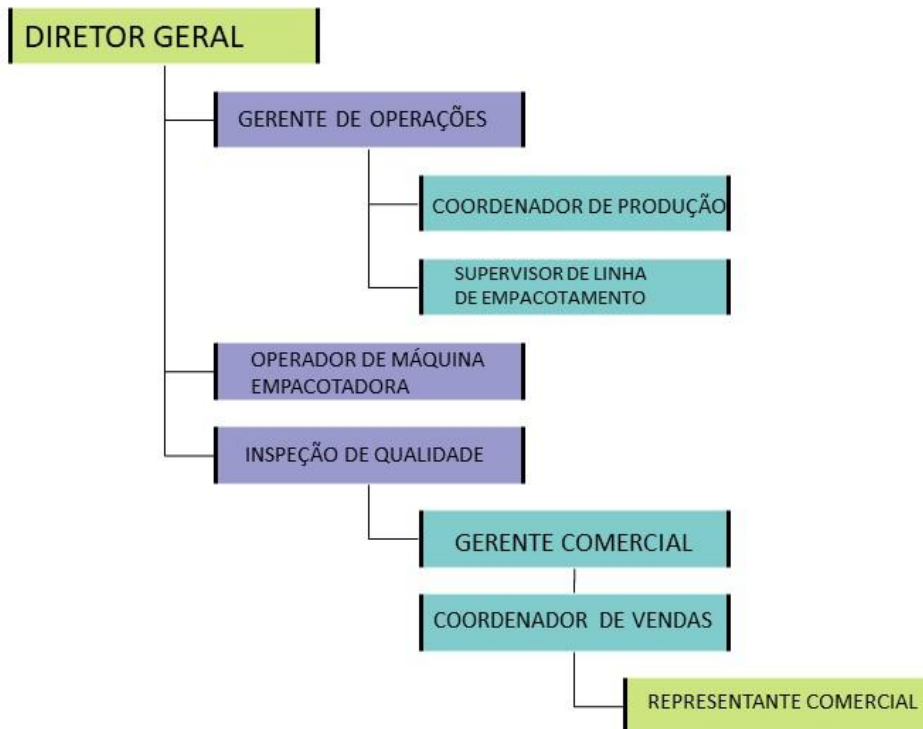 DIRETOR GERAL
GERENTE DE OPERAÇÕES
COORDENADOR DE PRODUÇÃO
SUPERVISOR DE LINHA
DE EMPACOTAMENTO
OPERADOR DE MÁQUINA
EMPACOTADORA
INSPEÇÃO DE QUALIDADE
GERENTE COMERCIAL
COORDENADOR DE VENDAS
REPRESENTANTE COMERCIAL